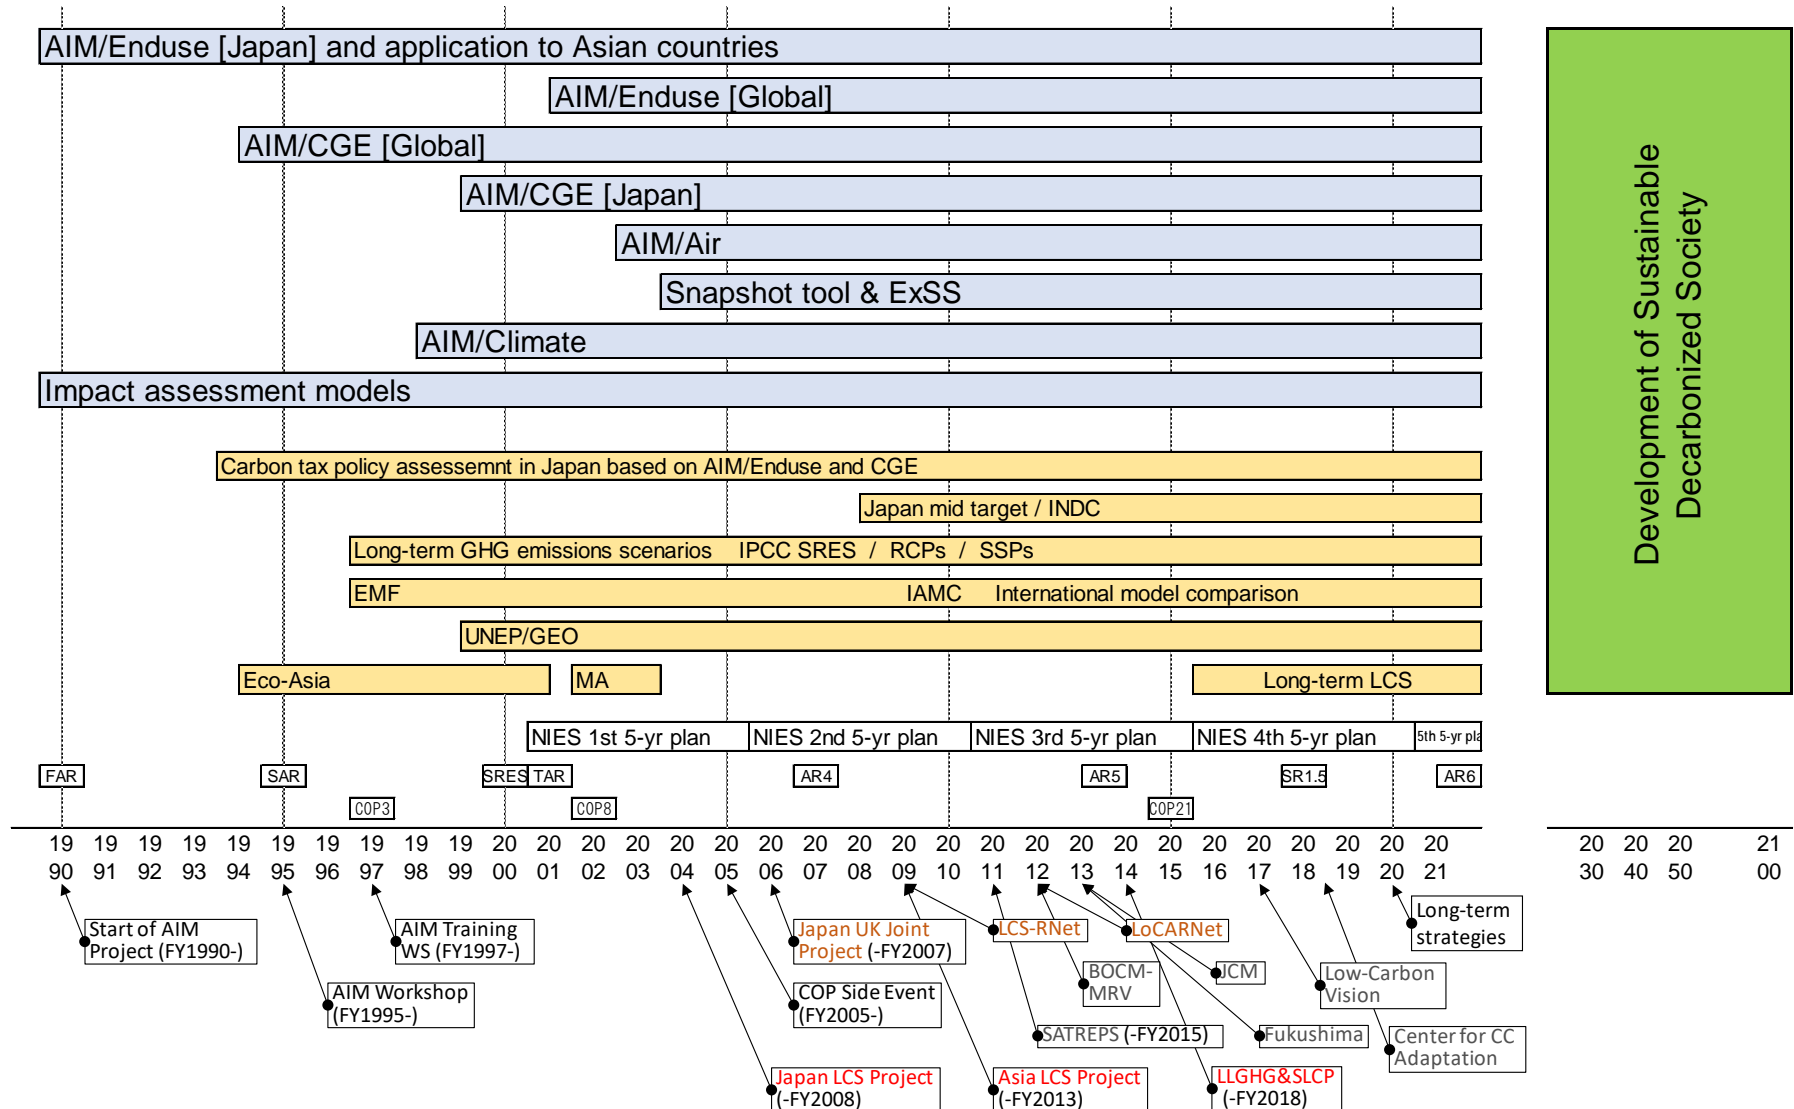 AIM/Enduse [Japan] and application to Asian countries
AIM/Enduse [Global]
AIM/CGE [Global]
AIM/CGE [Japan]
AIM/Air
Snapshot tool & ExSS
AIM/Climate
Impact assessment models
Development of Sustainable
Decarbonized Society
Carbon tax policy assessemnt in Japan based on AIM/Enduse and CGE
Japan mid target / INDC
Long-term GHG emissions scenarios IPCC SRES / RCPs / SSPs
EMF IAMC International model comparison
UNEP/GEO
Eco-Asia MA Long-term LCS
NIES 1st 5-yr plan NIES 2nd 5-yr plan NIES 3rd 5-yr plan NIES 4th 5-yr plan 5th 5-yr pla
FAR SAR SRES TAR AR4 AR5 SR1.5 AR6
COP3 COP8 COP21
19 19 19 19 19 19 19 19 19 19 20 20 20 20 20 20 20 20 20 20 20 20 20 20 20 20 20 20 20 20 20 20 20 20 20 21
90 91 92 93 94 95 96 97 98 99 00 01 02 03 04 05 06 07 08 09 10 11 12 13 14 15 16 17 18 19 20 21 30 40 50 00
Start of AIM
Project (FY1990-)
AIM Training
WS (FY1997-)
Japan UK Joint
Project (-FY2007)
LCS-RNet
LoCARNet
Long-term
strategies
AIM Workshop
(FY1995-)
COP Side Event
(FY2005-)
BOCM-
MRV
JCM
Low-Carbon
Vision
SATREPS (-FY2015)
Fukushima
Center for CC
Adaptation
Japan LCS Project
(-FY2008)
Asia LCS Project
(-FY2013)
LLGHG&SLCP
(-FY2018)